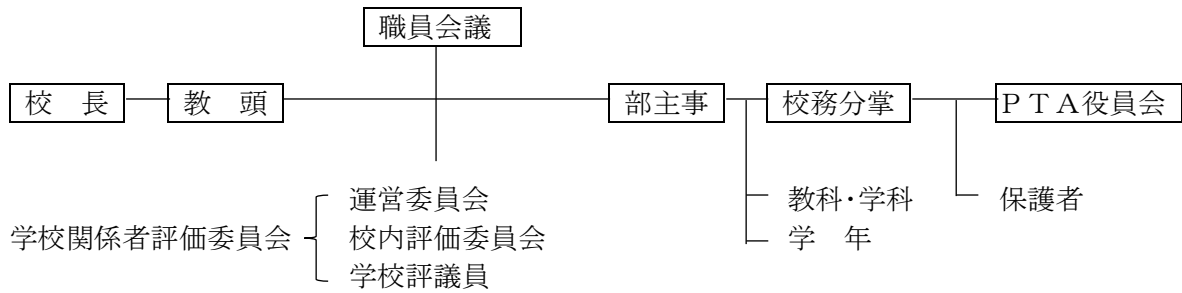 職員会議
校　長
教　頭
部主事
校務分掌
ＰＴＡ役員会
運営委員会
教科・学科
保護者
学校関係者評価委員会
校内評価委員会
学　年
学校評議員